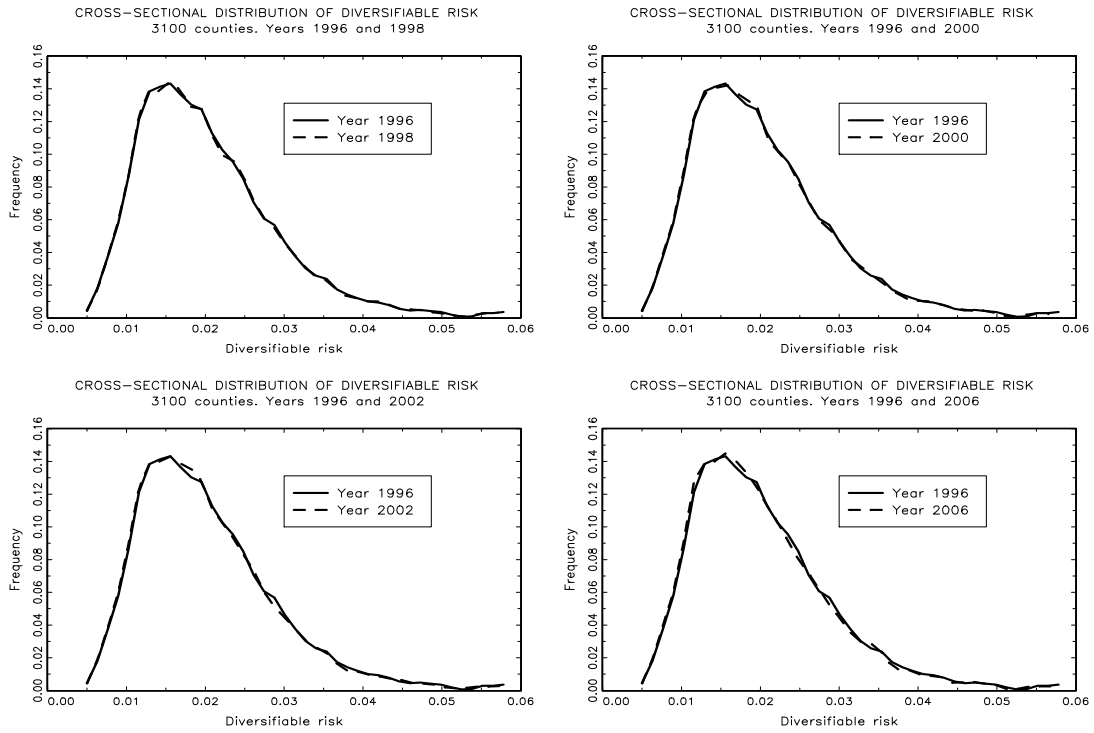 CROSS-SECTIONAL DISTRIBUTION OF DIVERSIFIABLE RISK
3100 counties. Years 1996 and 1998
Frequency
0.00 0.02 0.04 0.06 0.08 0.10 0.12 0.14 0.16
Year 1996
Year 1998
0.00 0.01 0.02 0.03 0.04 0.05 0.06
Diversifiable risk
CROSS-SECTIONAL DISTRIBUTION OF DIVERSIFIABLE RISK
3100 counties. Years 1996 and 2000
Frequency
0.00 0.02 0.04 0.06 0.08 0.10 0.12 0.14 0.16
Year 1996
Year 2000
0.00 0.01 0.02 0.03 0.04 0.05 0.06
Diversifiable risk
CROSS-SECTIONAL DISTRIBUTION OF DIVERSIFIABLE RISK
3100 counties. Years 1996 and 2002
Frequency
0.00 0.02 0.04 0.06 0.08 0.10 0.12 0.14 0.16
Year 1996
Year 2002
0.00 0.01 0.02 0.03 0.04 0.05 0.06
Diversifiable risk
CROSS-SECTIONAL DISTRIBUTION OF DIVERSIFIABLE RISK
3100 counties. Years 1996 and 2006
Frequency
0.00 0.02 0.04 0.06 0.08 0.10 0.12 0.14 0.16
Year 1996
Year 2006
0.00 0.01 0.02 0.03 0.04 0.05 0.06
Diversifiable risk